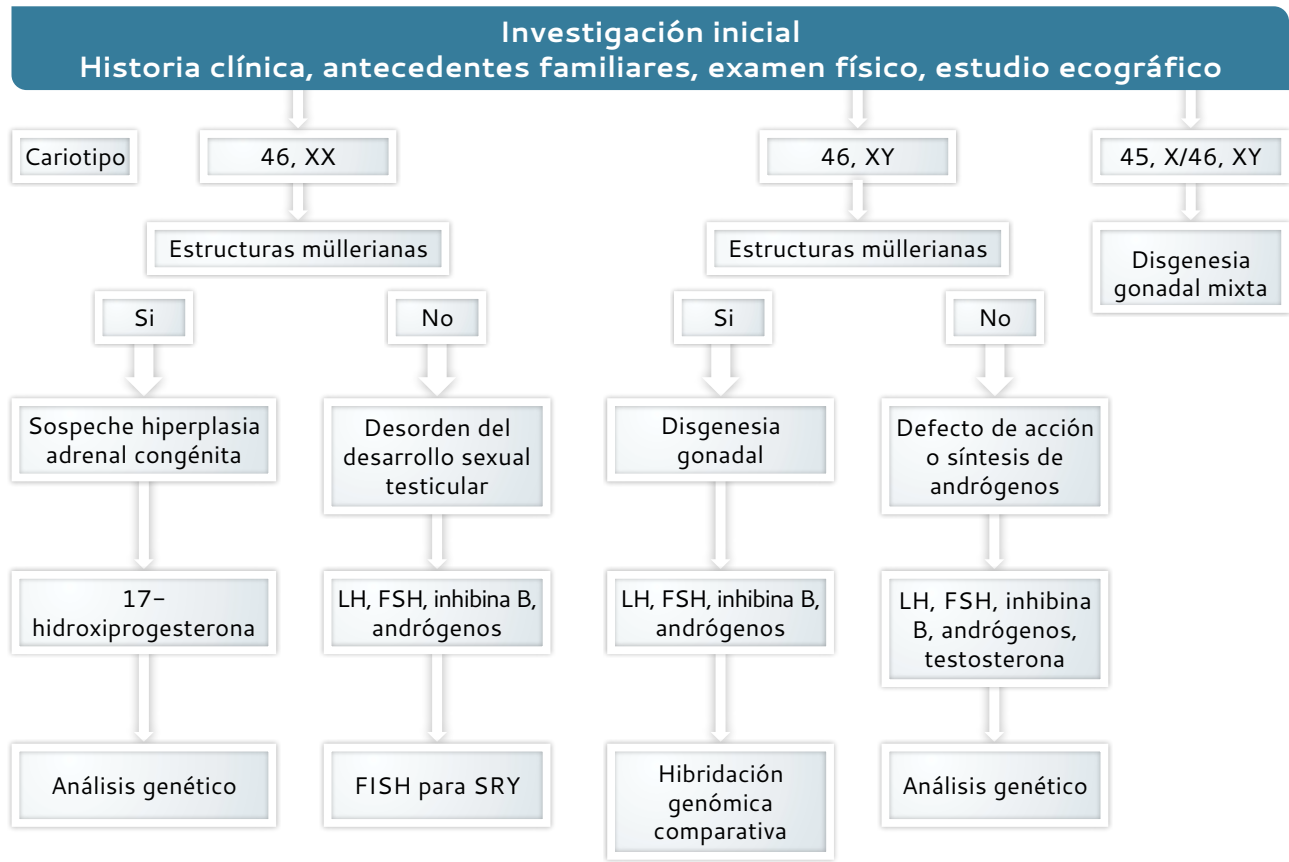 Investigación inicial
Historia clínica, antecedentes familiares, examen físico, estudio ecográfico
Cariotipo
46, XX
46, XY
45, X/46, XY
Estructuras müllerianas
Estructuras müllerianas
Disgenesia
gonadal mixta
Si
No
Si
No
Sospeche hiperplasia
adrenal congénita
Desorden del
desarrollo sexual
testicular
Disgenesia
gonadal
Defecto de acción
o síntesis de
andrógenos
17-
hidroxiprogesterona
LH, FSH, inhibina B,
andrógenos
LH, FSH, inhibina B,
andrógenos
LH, FSH, inhibina
B, andrógenos,
testosterona
Análisis genético
FISH para SRY
Hibridación
genómica
comparativa
Análisis genético